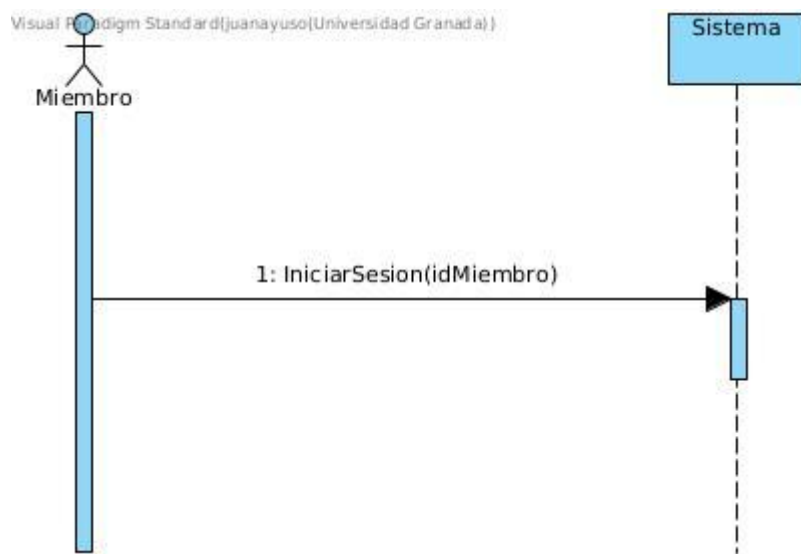 Visual Paradigm Standard(juanayuso(Universidad Granada))
Sistema
Miembro
1: IniciarSesion(idMiembro)